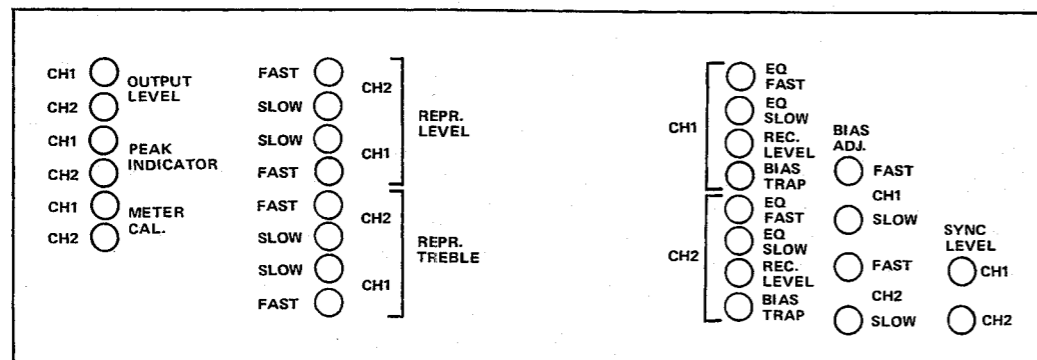 CH1
CH2
OUTPUT
LEVEL
CH1
CH2
PEAK
INDICATOR
CH1
CH2
METER
CAL.
FAST
SLOW
CH2
SLOW
FAST
CH1
REPR.
LEVEL
FAST
SLOW
CH2
SLOW
FAST
CH1
REPR.
TREBLE
CH1
EQ
FAST
EQ
SLOW
REC.
LEVEL
BIAS
TRAP
CH2
EQ
FAST
EQ
SLOW
REC.
LEVEL
BIAS
TRAP
BIAS
ADJ.
FAST
CH1
SLOW
FAST
CH2
SLOW
SYNC
LEVEL
CH1
CH2